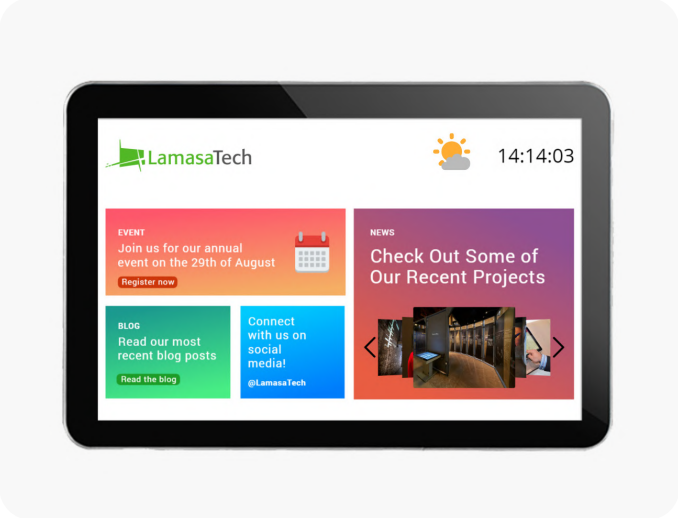 LamasaTech
14:14:03
EVENT
Join us for our annual
event on the 29th of August
Register now
NEWS
Check Out Some of
Our Recent Projects
BLOG
Read our most
recent blog posts
Read the blog
Connect
with us on
social
media!
@LamasaTech